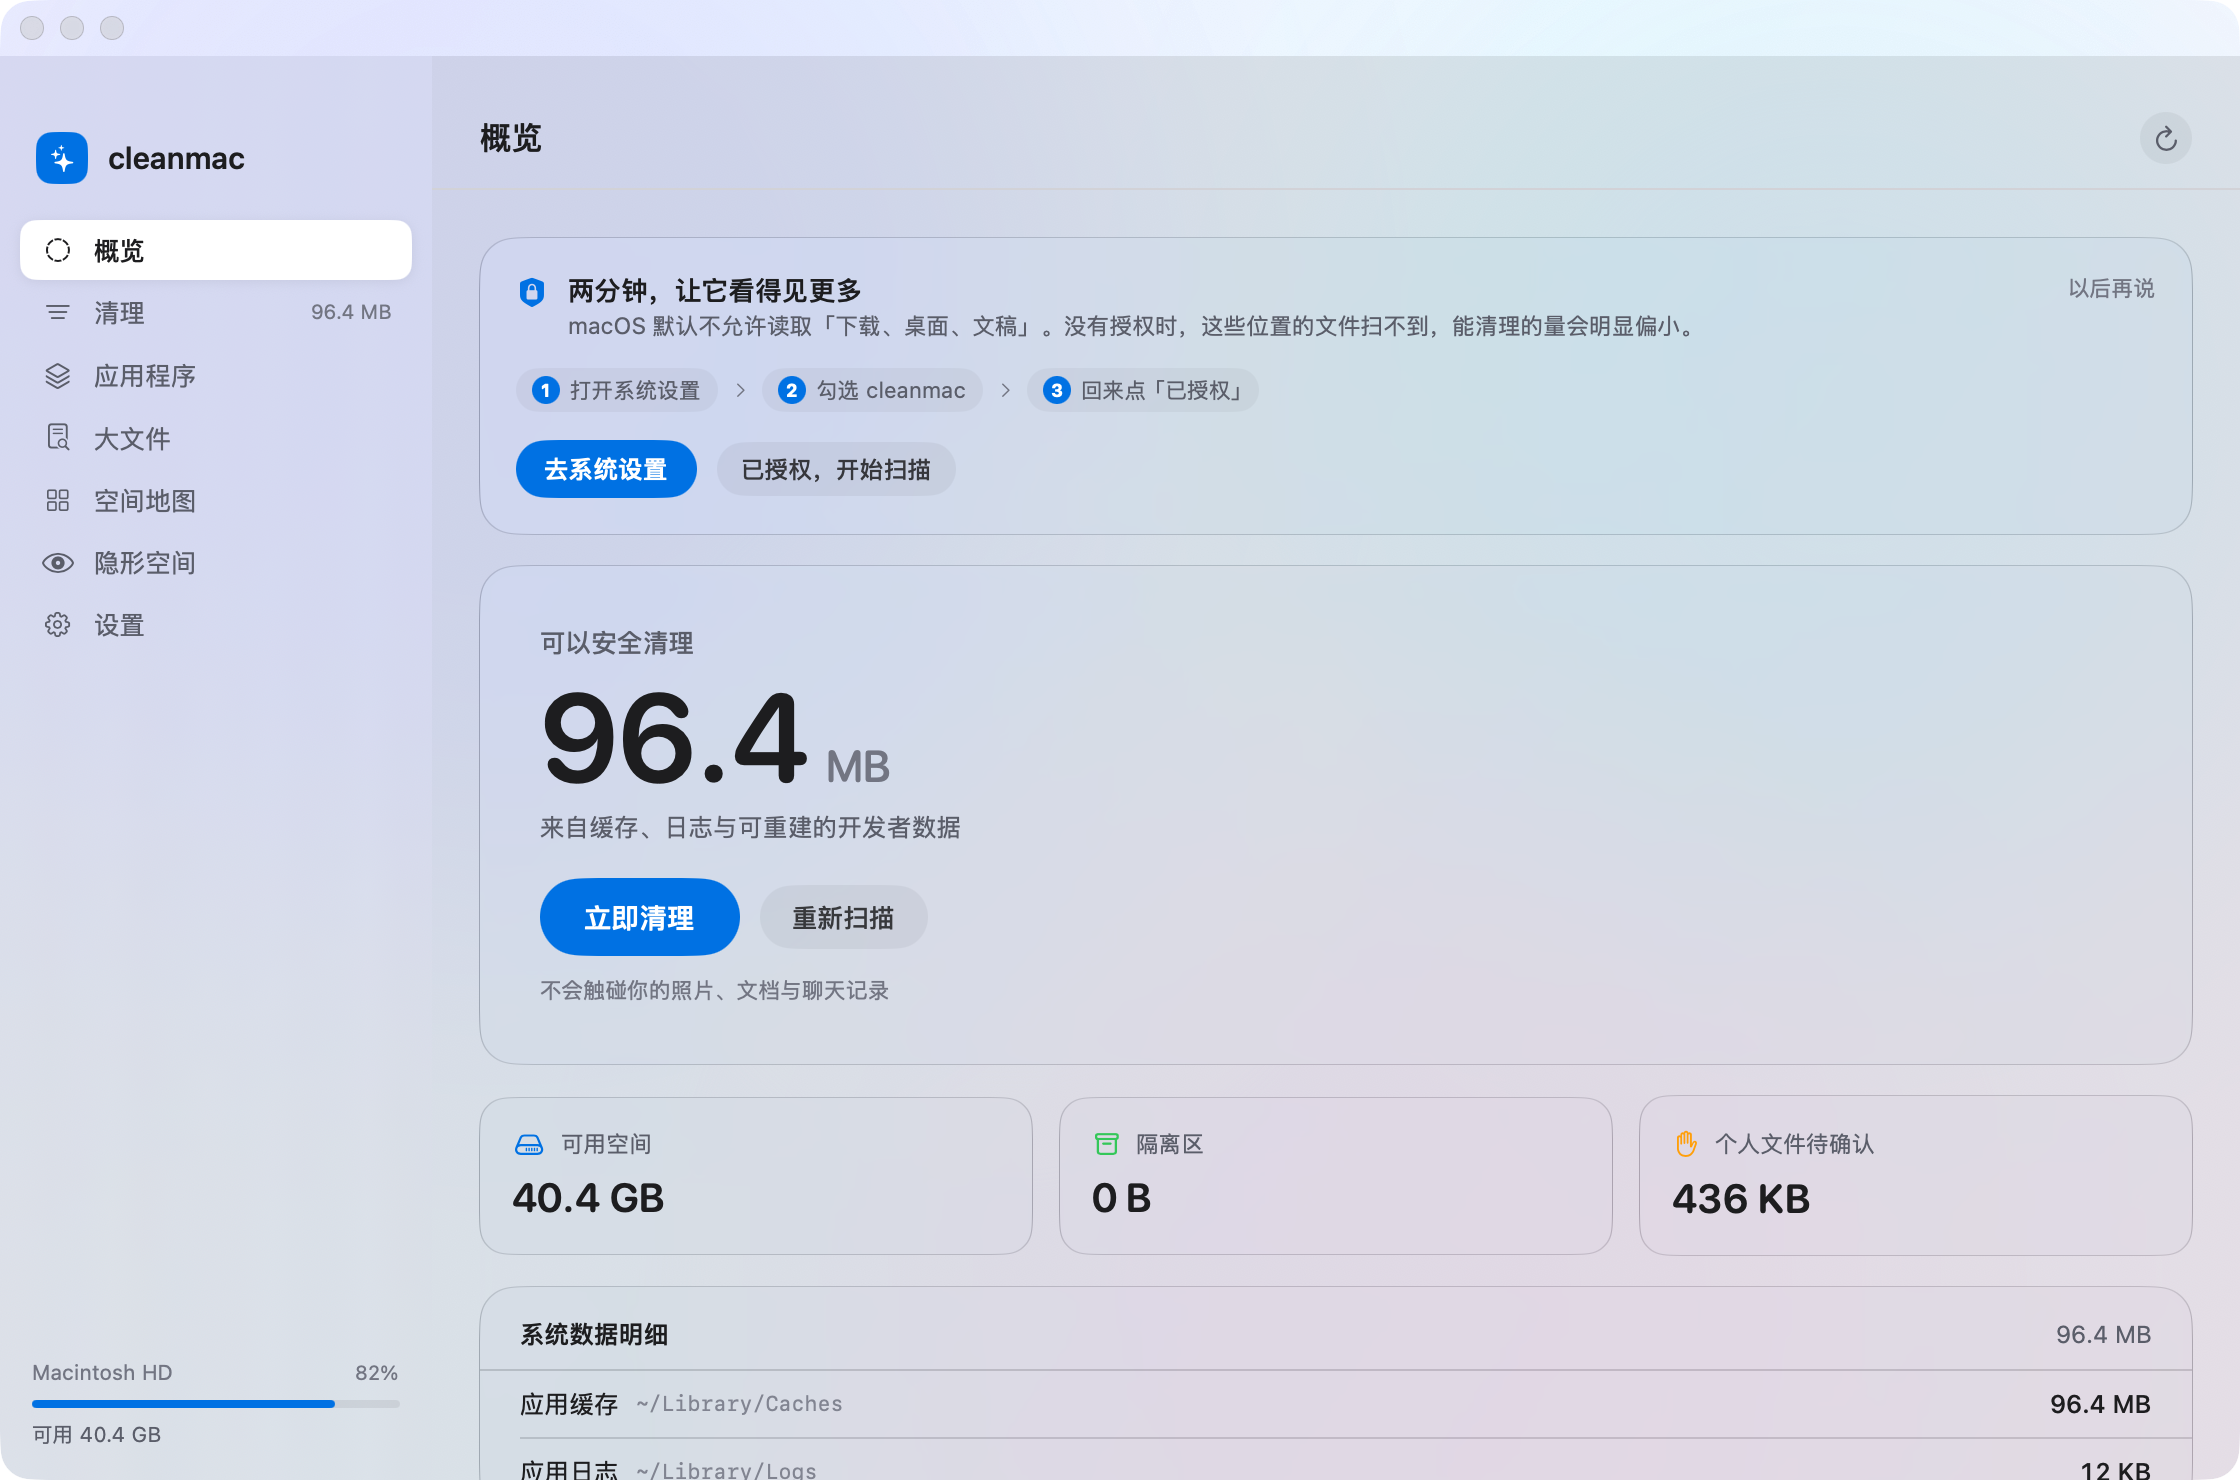 cleanmac
概览
清理 96.4 MB
应用程序
大文件
空间地图
隐形空间
设置
Macintosh HD 82%
可用 40.4 GB
概览
两分钟，让它看得见更多
以后再说
macOS 默认不允许读取「下载、桌面、文稿」。没有授权时，这些位置的文件扫不到，能清理的量会明显偏小。
1 打开系统设置 > 2 勾选 cleanmac > 3 回来点「已授权」
去系统设置 已授权，开始扫描
可以安全清理
96.4 MB
来自缓存、日志与可重建的开发者数据
立即清理 重新扫描
不会触碰你的照片、文档与聊天记录
可用空间
40.4 GB
隔离区
0 B
个人文件待确认
436 KB
系统数据明细 96.4 MB
应用缓存 ~/Library/Caches 96.4 MB
应用日志 ~/Library/Logs 12 KB